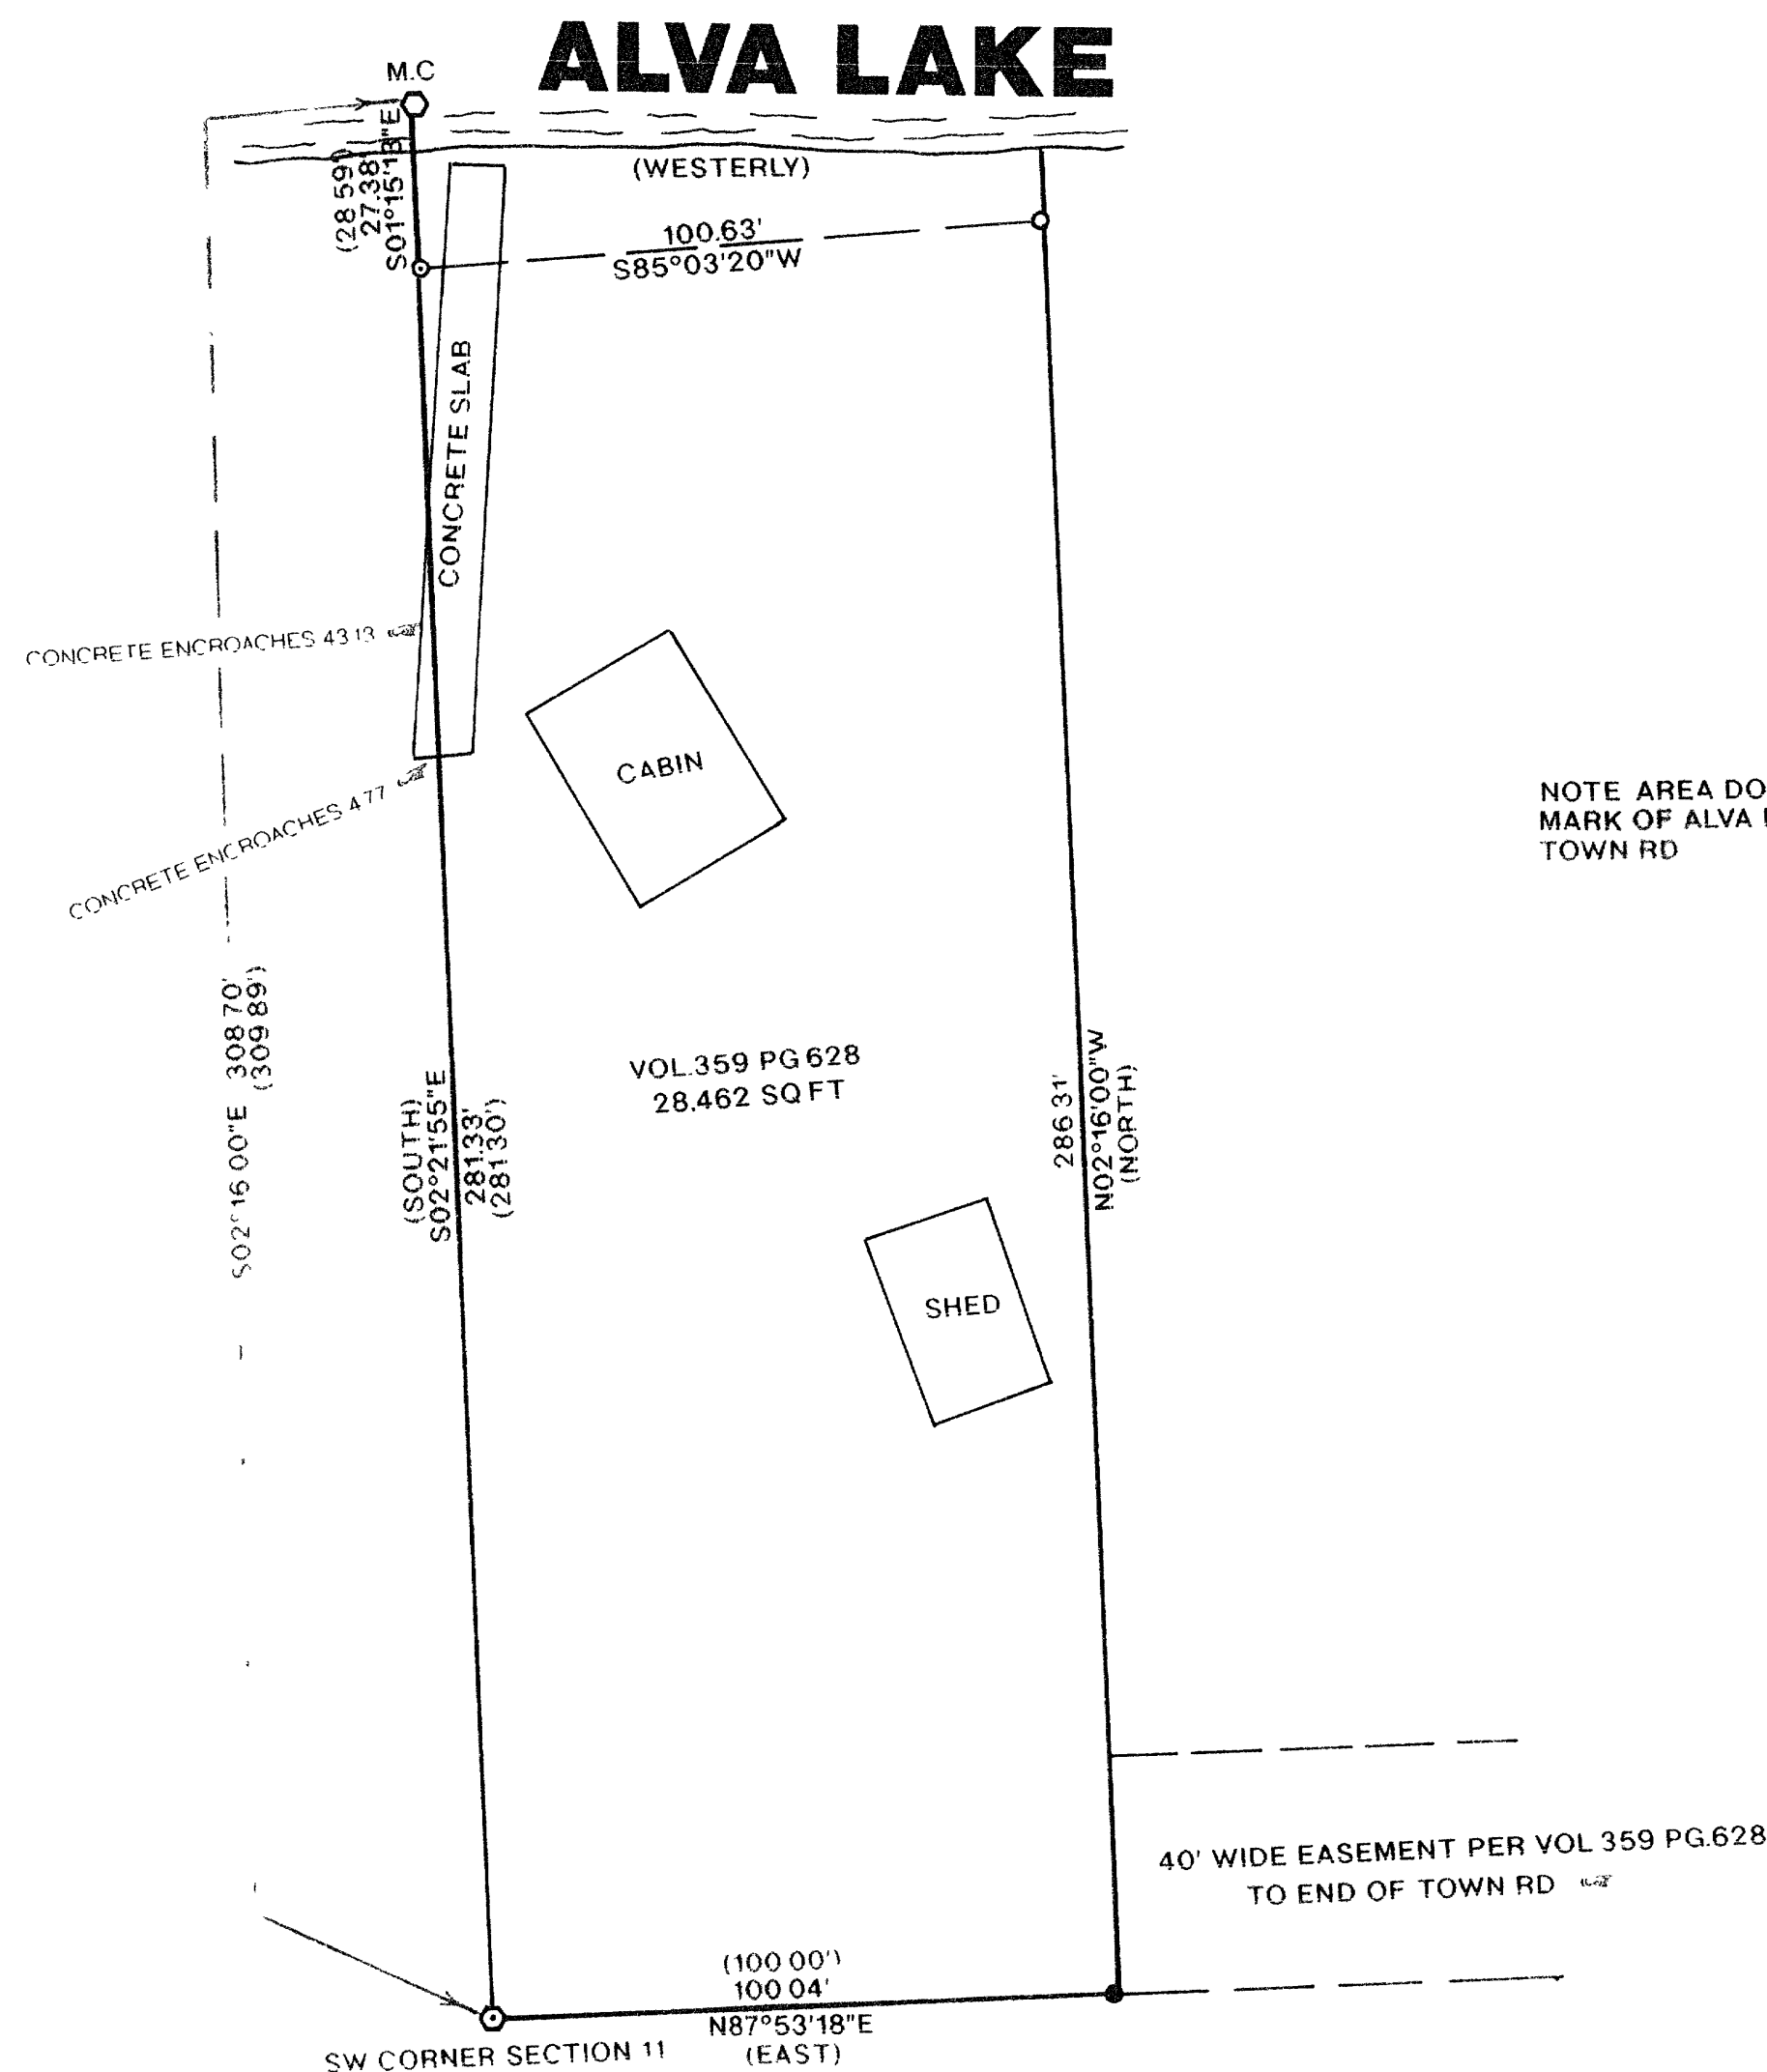 ALVA LAKE
M.C
(28 59')
27.38'
S01°15'13"E
(WESTERLY)
100.63'
S85°03'20"W
CONCRETE SLAB
CONCRETE ENCROACHES 4313
CONCRETE ENCROACHES 477
CABIN
NOTE AREA DO
MARK OF ALVA
TOWN RD
S02°16 00"E 308 70'
(309 89')
(SOUTH)
S02°21'55"E
281.33'
(281 30')
VOL.359 PG 628
28,462 SQ FT
286 31'
N02°16'00"W
(NORTH)
SHED
40' WIDE EASEMENT PER VOL 359 PG.628
TO END OF TOWN RD
(100 00')
100 04'
N87°53'18"E
(EAST)
SW CORNER SECTION 11